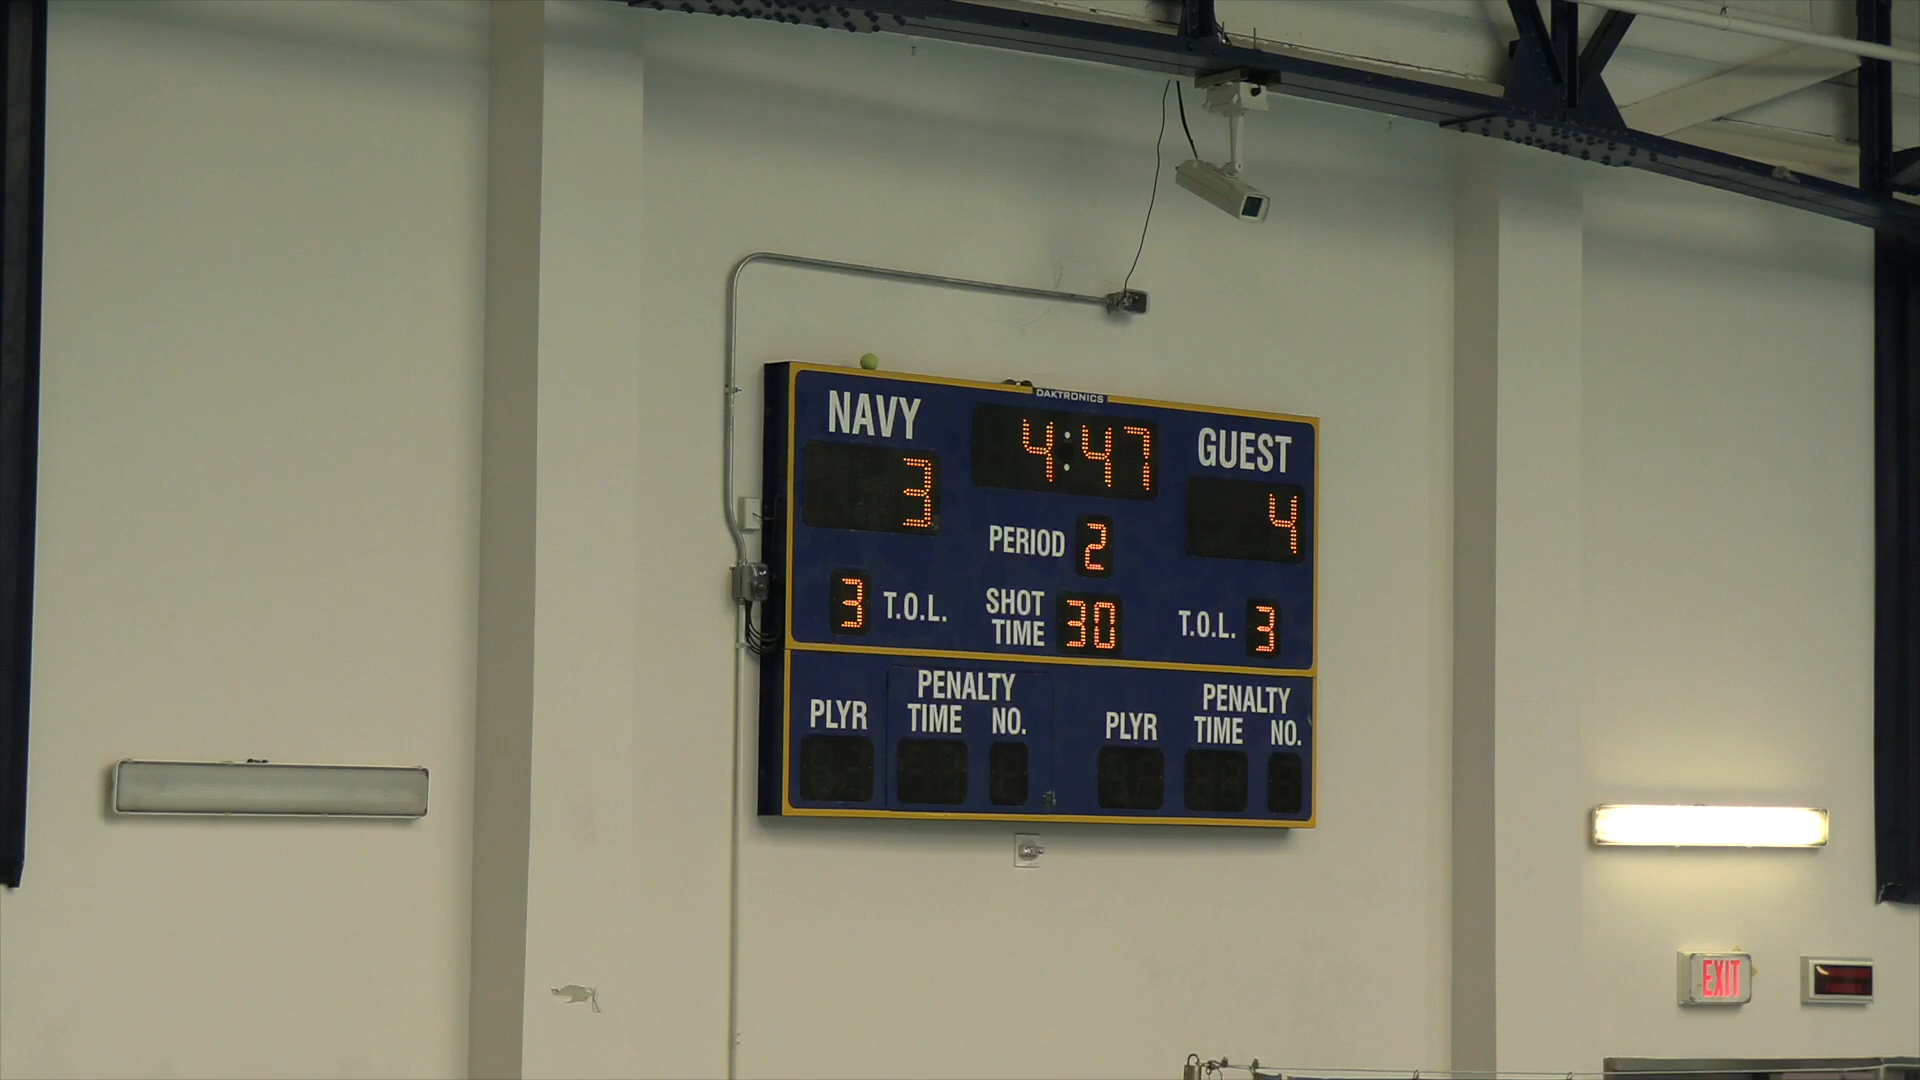 DAKTRONICS
NAVY 4:47 GUEST
3 4
PERIOD 2
3 T.O.L. SHOT TIME 30 T.O.L. 3
PENALTY PENALTY
PLYR TIME NO. PLYR TIME NO.
EXIT